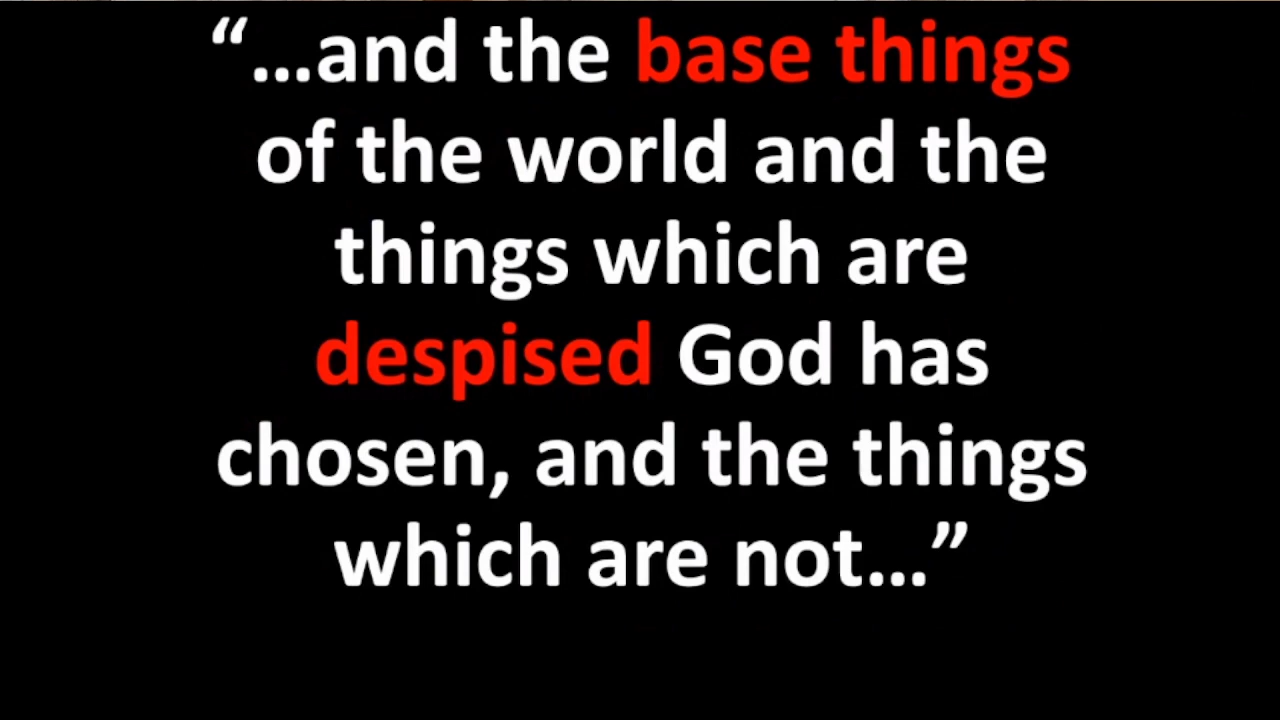 “…and the base things
of the world and the
things which are
despised God has
chosen, and the things
which are not…”